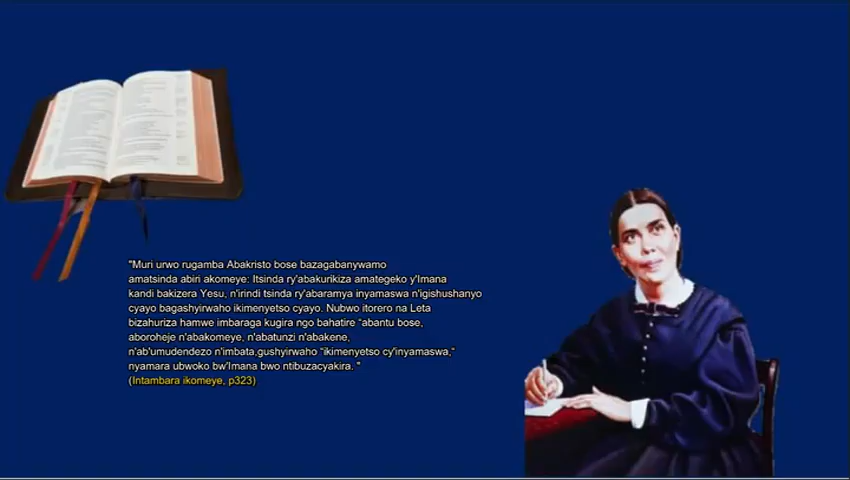 "Muri urwo rugamba Abakristo bose bazagabanywamo
amatsinda abiri akomeye: Itsinda ry'abakurikiza amategeko y'Imana
kandi bakizera Yesu, n'irindi tsinda ry'abaramya inyamaswa n'igishushanyo
cyayo bagashyirwaho ikimenyetso cyayo. Nubwo itorero na Leta
bizahuriza hamwe imbaraga kugira ngo bahatire "abantu bose,
aboroheje n'abakomeye, n'abatunzi n'abakene,
n'ab'umudendezo n'imbata,gushyirwaho "ikimenyetso cy'inyamaswa,"
nyamara ubwoko bw'Imana bwo ntibuzacyakira. "
(Intambara ikomeye, p323)